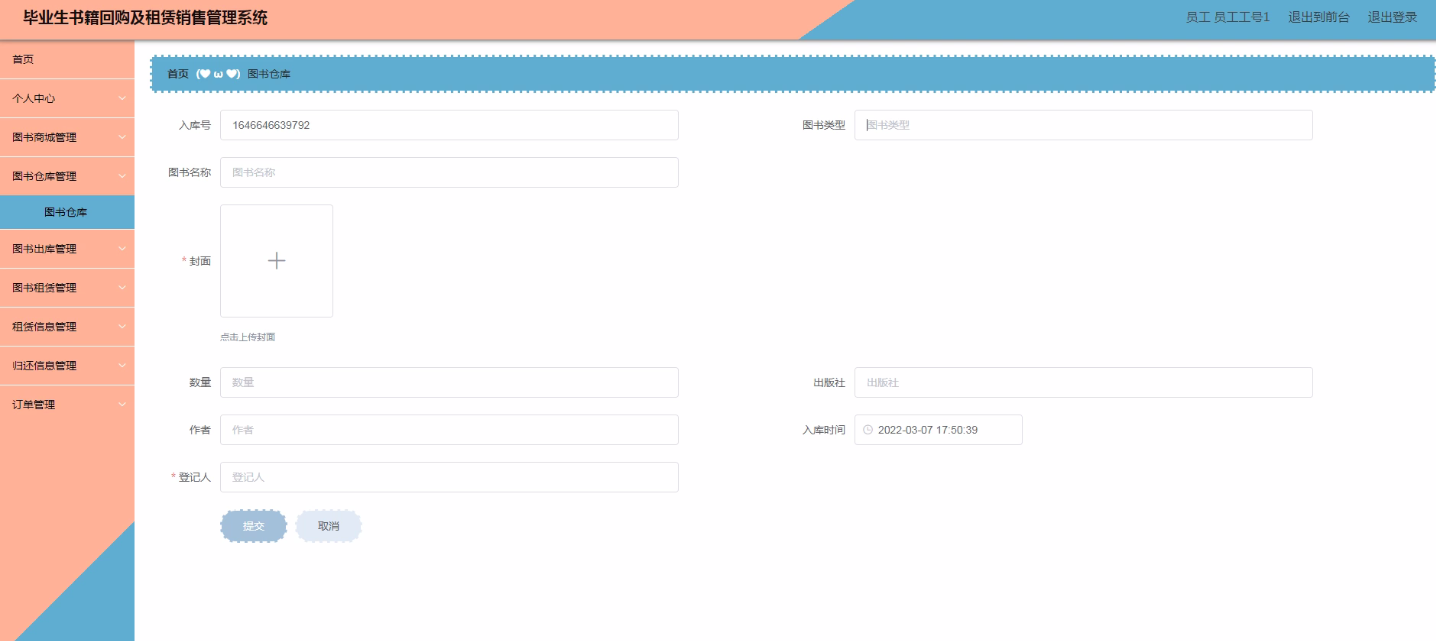 毕业生书籍回购及租赁销售管理系统
员工 员工工号1 退出到前台 退出登录
首页
个人中心
图书商城管理
图书仓库管理
图书仓库
图书出库管理
图书租赁管理
租赁信息管理
归还信息管理
订单管理
首页 (♥ω♥) 图书仓库
入库号 1646646639792
图书类型 图书类型
图书名称 图书名称
* 封面
点击上传封面
数量 数量
出版社 出版社
作者 作者
入库时间 2022-03-07 17:50:39
* 登记人 登记人
提交 取消